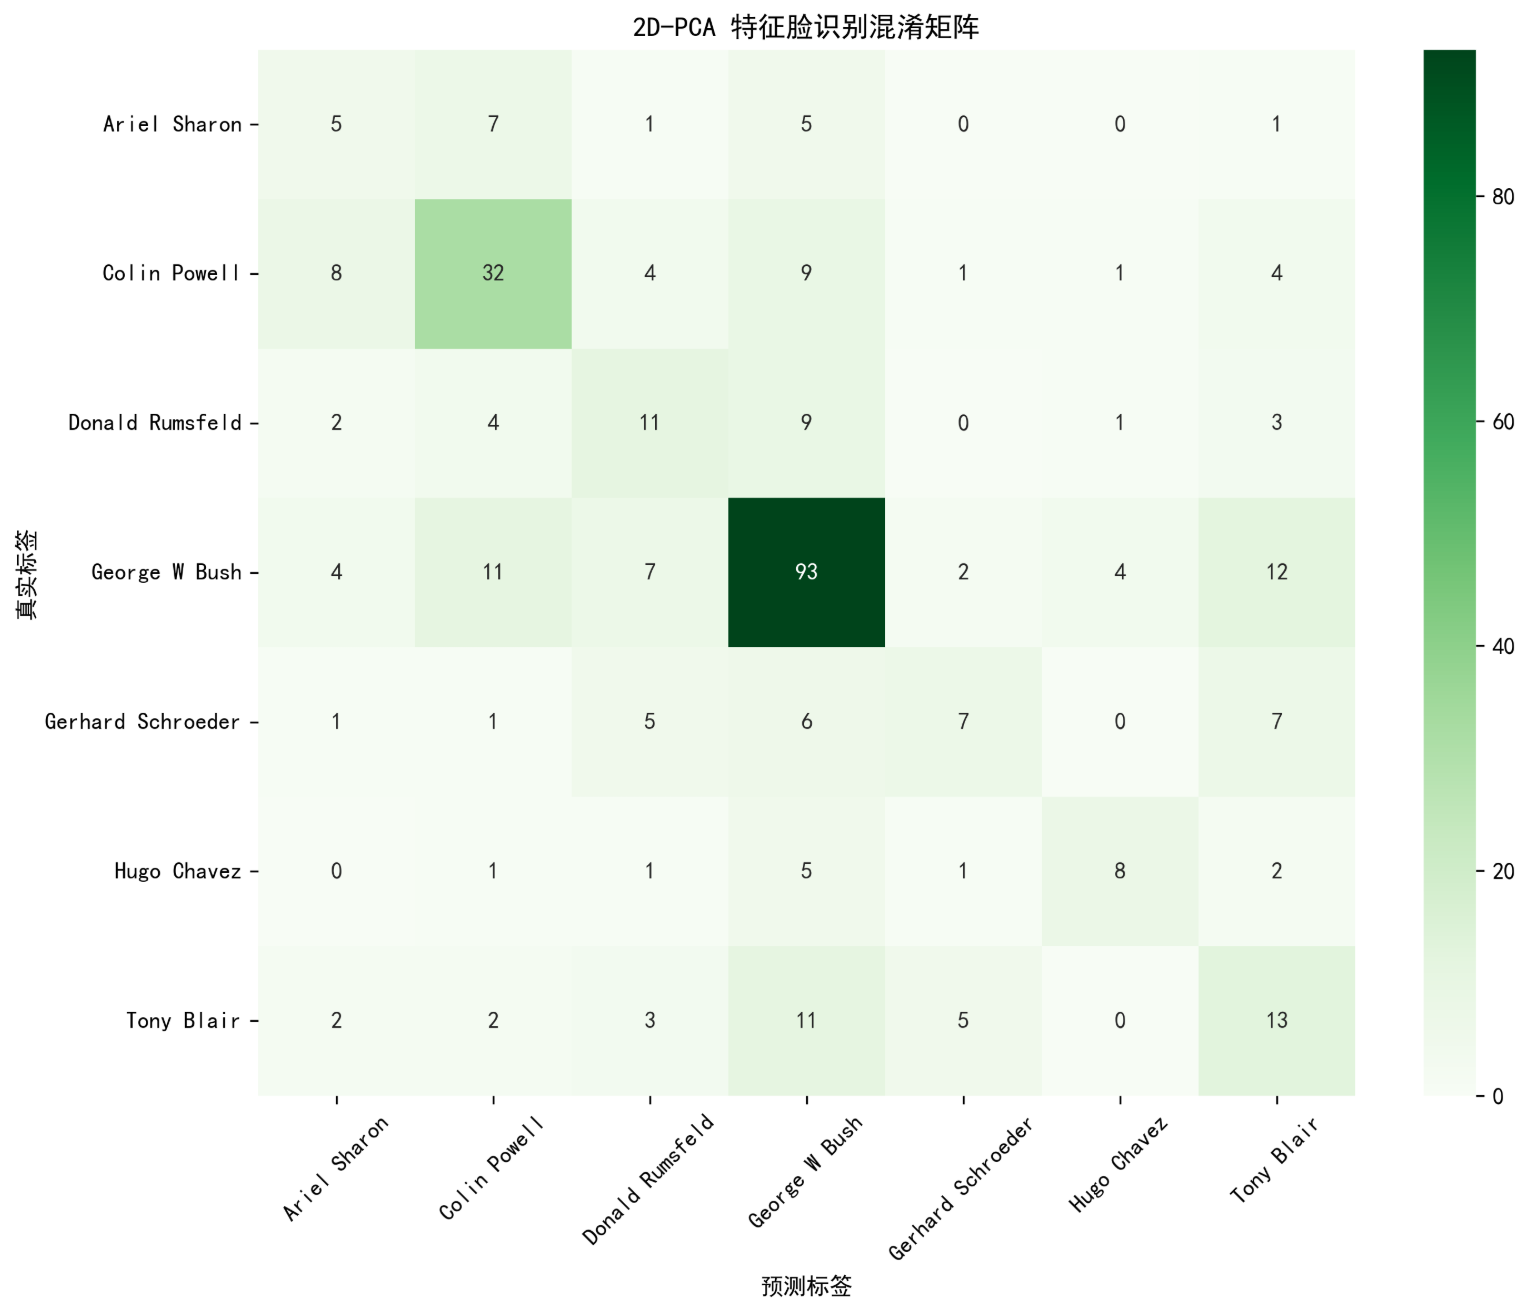 2D-PCA 特征脸识别混淆矩阵
真实标签
Ariel Sharon 5 7 1 5 0 0 1
Colin Powell 8 32 4 9 1 1 4
Donald Rumsfeld 2 4 11 9 0 1 3
George W Bush 4 11 7 93 2 4 12
Gerhard Schroeder 1 1 5 6 7 0 7
Hugo Chavez 0 1 1 5 1 8 2
Tony Blair 2 2 3 11 5 0 13
Ariel Sharon Colin Powell Donald Rumsfeld George W Bush Gerhard Schroeder Hugo Chavez Tony Blair
预测标签
80
60
40
20
0